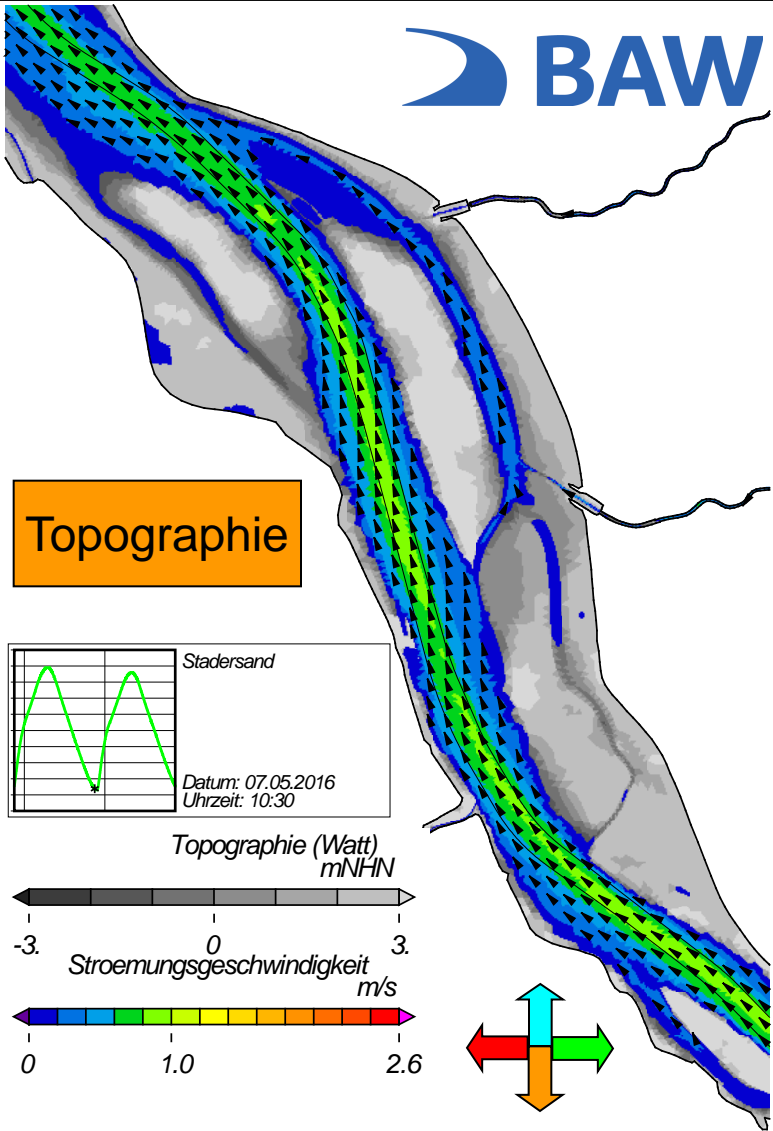 BAW
Topographie
Stadersand
Datum: 07.05.2016
Uhrzeit: 10:30
Topographie (Watt)
mNHN
-3. 0 3.
Stroemungsgeschwindigkeit
m/s
0 1.0 2.6